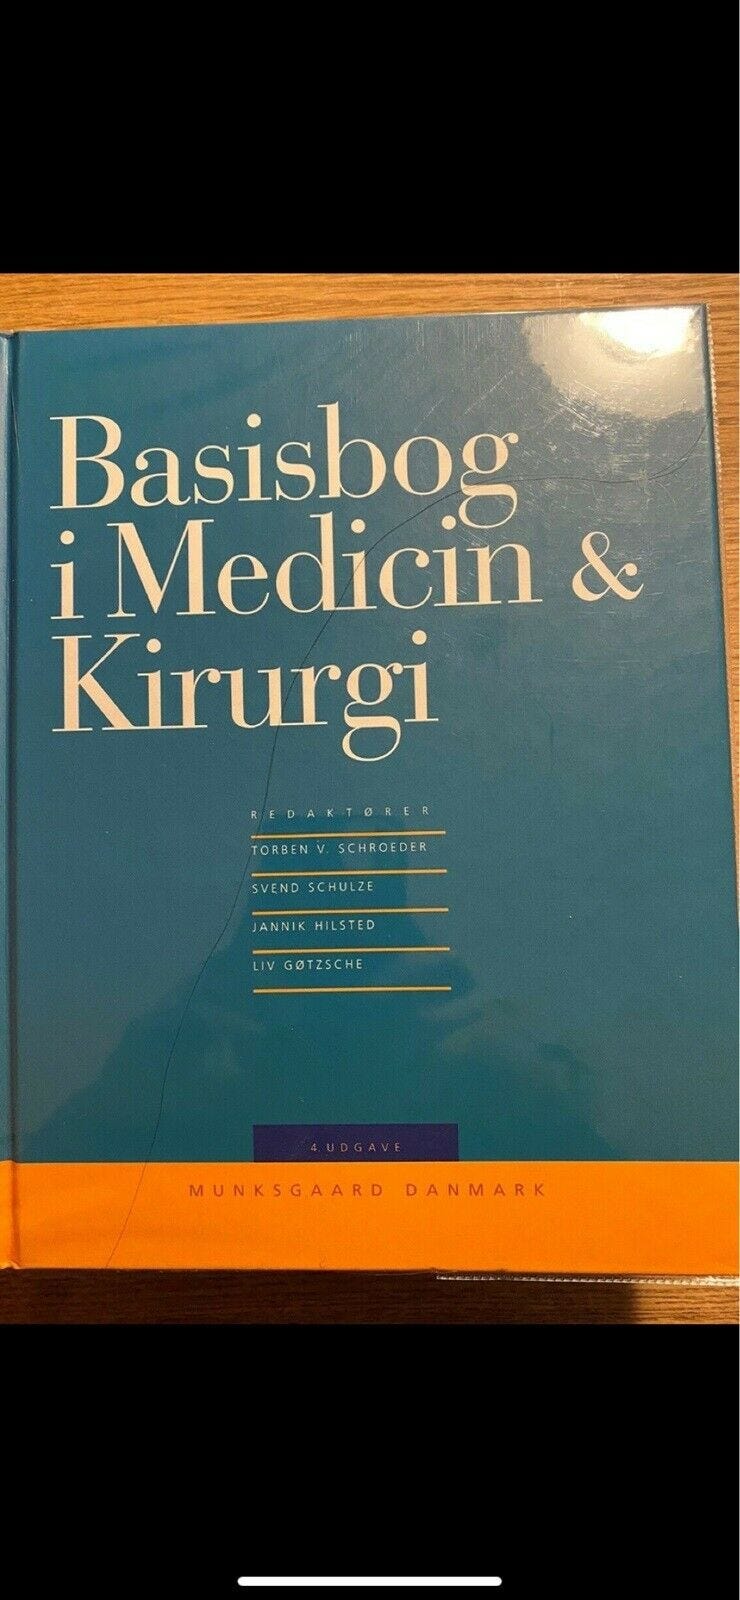 Basisbog
i Medicin &
Kirurgi
REDAKTØRER
TORBEN V. SCHROEDER
SVEND SCHULZE
JANNIK HILSTED
LIV GØTZSCHE
4. UDGAVE
MUNKSGAARD DANMARK